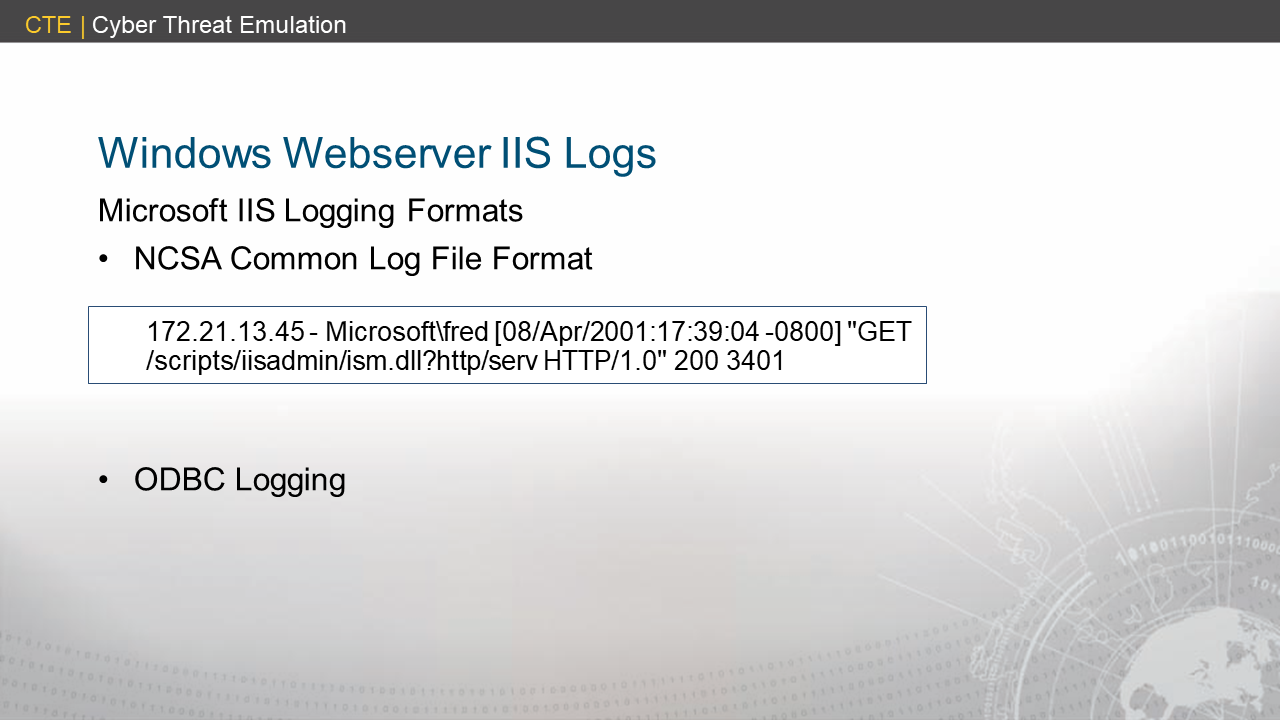 CTE | Cyber Threat Emulation
Windows Webserver IIS Logs
Microsoft IIS Logging Formats
• NCSA Common Log File Format
172.21.13.45 - Microsoft\fred [08/Apr/2001:17:39:04 -0800] "GET
/scripts/iisadmin/ism.dll?http/serv HTTP/1.0" 200 3401
• ODBC Logging